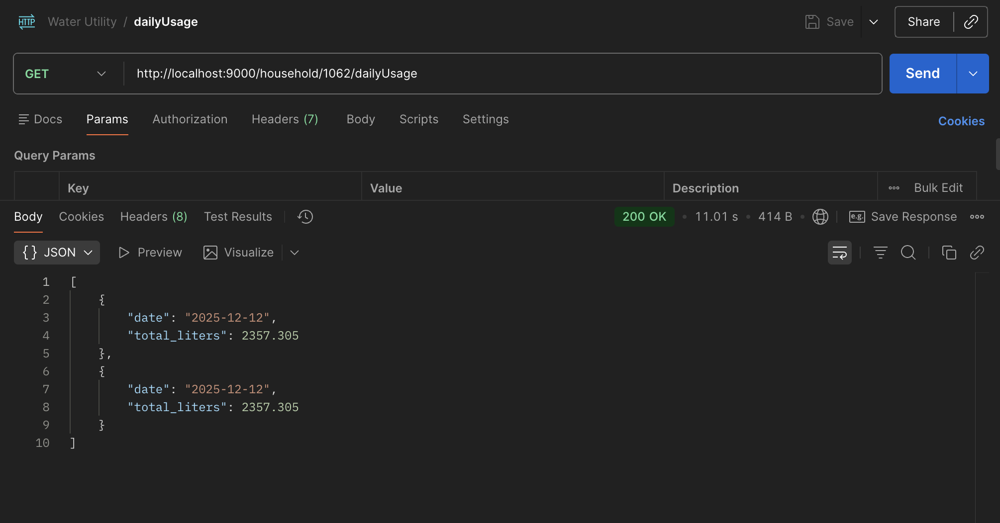 HTTP Water Utility / dailyUsage Save Share
GET http://localhost:9000/household/1062/dailyUsage Send
Docs Params Authorization Headers (7) Body Scripts Settings Cookies
Query Params
Key Value Description Bulk Edit
Body Cookies Headers (8) Test Results 200 OK • 11.01 s • 414 B • e.g. Save Response
{} JSON Preview Visualize
1 [
2 {
3 "date": "2025-12-12",
4 "total_liters": 2357.305
5 },
6 {
7 "date": "2025-12-12",
8 "total_liters": 2357.305
9 }
10 ]